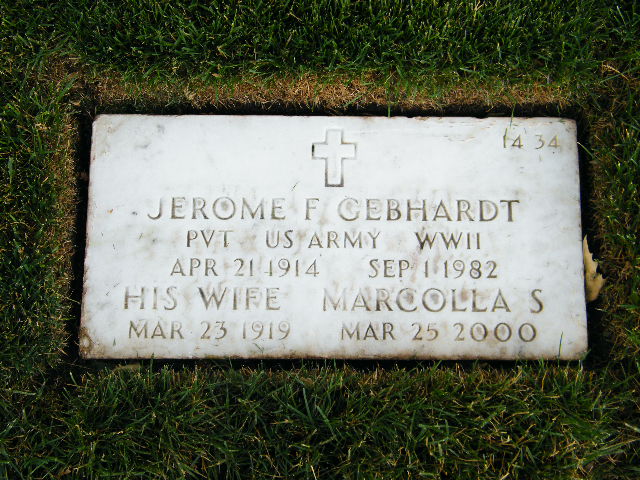 14 34
JEROME F GEBHARDT
PVT US ARMY WWII
APR 21 1914 SEP 1 1982
HIS WIFE MARCOLLA S
MAR 23 1919 MAR 25 2000